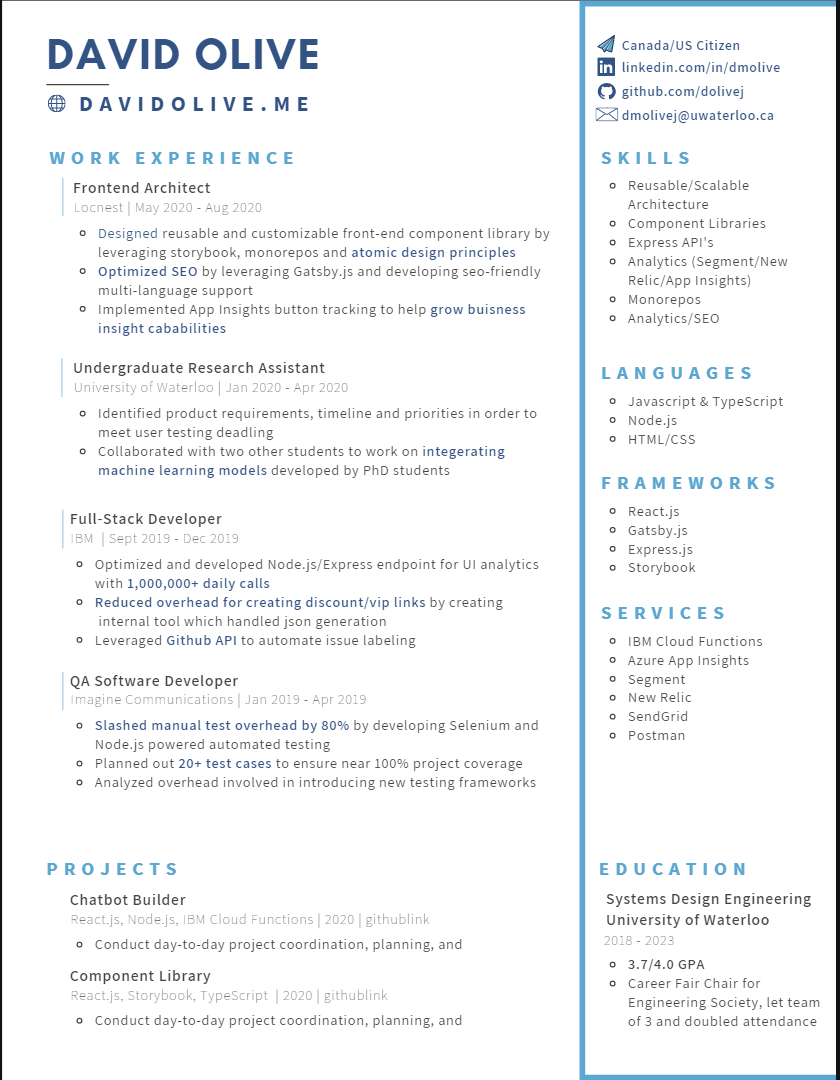 DAVID OLIVE
DAVIDOLIVE.ME
WORK EXPERIENCE
Frontend Architect
Locnest | May 2020 - Aug 2020
Designed reusable and customizable front-end component library by
leveraging storybook, monorepos and atomic design principles
Optimized SEO by leveraging Gatsby.js and developing seo-friendly
multi-language support
Implemented App Insights button tracking to help grow buisness
insight cababilities
Undergraduate Research Assistant
University of Waterloo | Jan 2020 - Apr 2020
Identified product requirements, timeline and priorities in order to
meet user testing deadling
Collaborated with two other students to work on integerating
machine learning models developed by PhD students
Full-Stack Developer
IBM | Sept 2019 - Dec 2019
Optimized and developed Node.js/Express endpoint for UI analytics
with 1,000,000+ daily calls
Reduced overhead for creating discount/vip links by creating
internal tool which handled json generation
Leveraged Github API to automate issue labeling
QA Software Developer
Imagine Communications | Jan 2019 - Apr 2019
Slashed manual test overhead by 80% by developing Selenium and
Node.js powered automated testing
Planned out 20+ test cases to ensure near 100% project coverage
Analyzed overhead involved in introducing new testing frameworks
PROJECTS
Chatbot Builder
React.js, Node.js, IBM Cloud Functions | 2020 | githublink
Conduct day-to-day project coordination, planning, and
Component Library
React.js, Storybook, TypeScript | 2020 | githublink
Conduct day-to-day project coordination, planning, and
Canada/US Citizen
linkedin.com/in/dmolive
github.com/dolivej
dmolivej@uwaterloo.ca
SKILLS
Reusable/Scalable
Architecture
Component Libraries
Express API's
Analytics (Segment/New
Relic/App Insights)
Monorepos
Analytics/SEO
LANGUAGES
Javascript & TypeScript
Node.js
HTML/CSS
FRAMEWORKS
React.js
Gatsby.js
Express.js
Storybook
SERVICES
IBM Cloud Functions
Azure App Insights
Segment
New Relic
SendGrid
Postman
EDUCATION
Systems Design Engineering
University of Waterloo
2018 - 2023
3.7/4.0 GPA
Career Fair Chair for
Engineering Society, let team
of 3 and doubled attendance